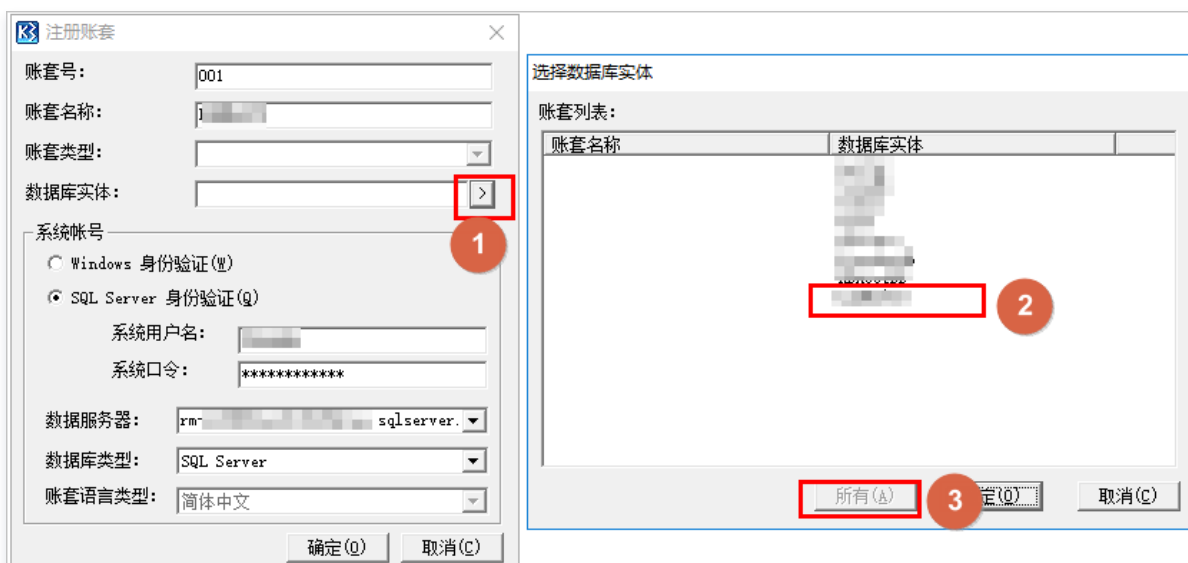 注册账套
账套号：
001
账套名称：
账套类型：
数据库实体：
>
1
系统帐号
Windows 身份验证(W)
SQL Server 身份验证(Q)
系统用户名：
系统口令：
************
数据服务器：
rm- sqlserver.
数据库类型：
SQL Server
账套语言类型：
简体中文
确定(O)
取消(C)
选择数据库实体
账套列表：
账套名称 数据库实体
2
所有(A)
3
定(O)
取消(C)